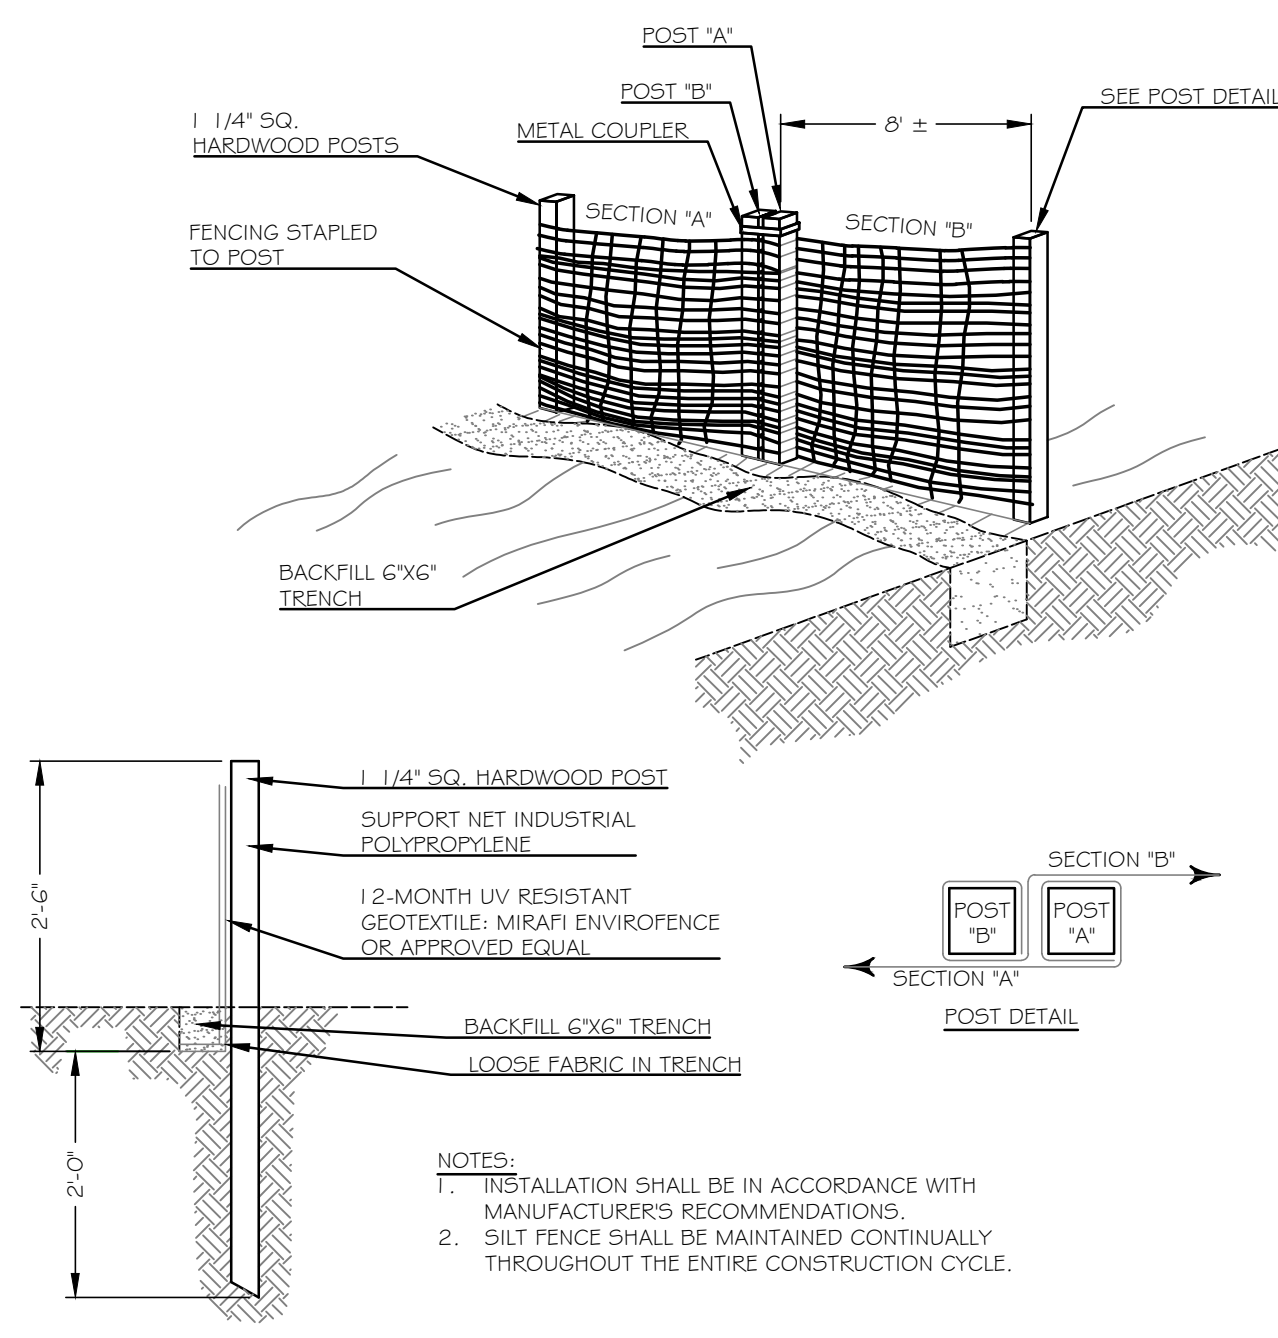 POST "A"
POST "B"
SEE POST DETAIL
1 1/4" SQ.
HARDWOOD POSTS
METAL COUPLER
8' ±
SECTION "A"
SECTION "B"
FENCING STAPLED
TO POST
BACKFILL 6"X6"
TRENCH
1 1/4" SQ. HARDWOOD POST
SUPPORT NET INDUSTRIAL
POLYPROPYLENE
12-MONTH UV RESISTANT
GEOTEXTILE: MIRAFI ENVIROFENCE
OR APPROVED EQUAL
2'-6"
BACKFILL 6"X6" TRENCH
LOOSE FABRIC IN TRENCH
2'-0"
SECTION "B"
POST
"B"
POST
"A"
SECTION "A"
POST DETAIL
NOTES:
1. INSTALLATION SHALL BE IN ACCORDANCE WITH
MANUFACTURER'S RECOMMENDATIONS.
2. SILT FENCE SHALL BE MAINTAINED CONTINUALLY
THROUGHOUT THE ENTIRE CONSTRUCTION CYCLE.